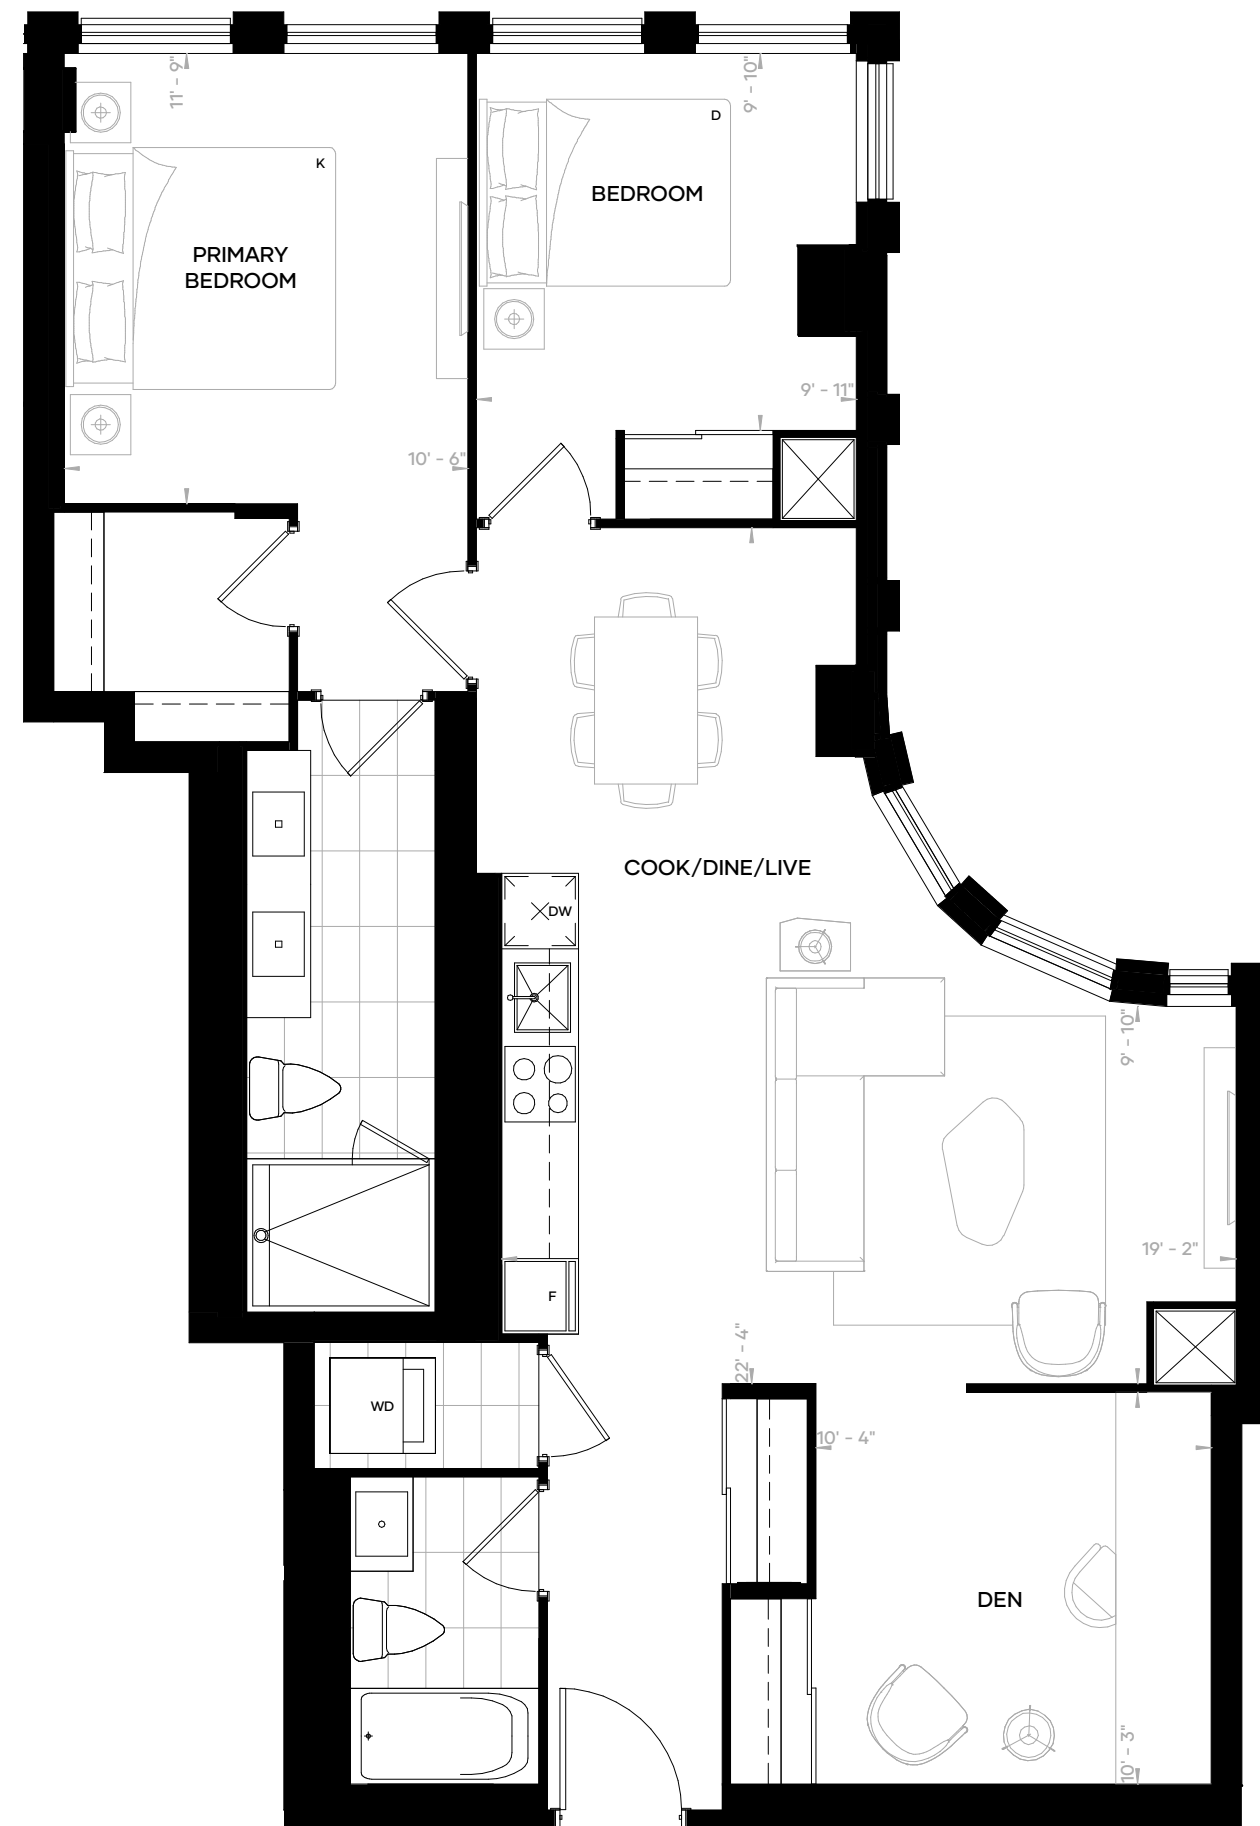 11' - 9"
9' - 10"
D
K
BEDROOM
PRIMARY
BEDROOM
9' - 11"
10' - 6"
COOK/DINE/LIVE
DW
9' - 10"
19' - 2"
F
22' - 4"
WD
10' - 4"
DEN
10' - 3"